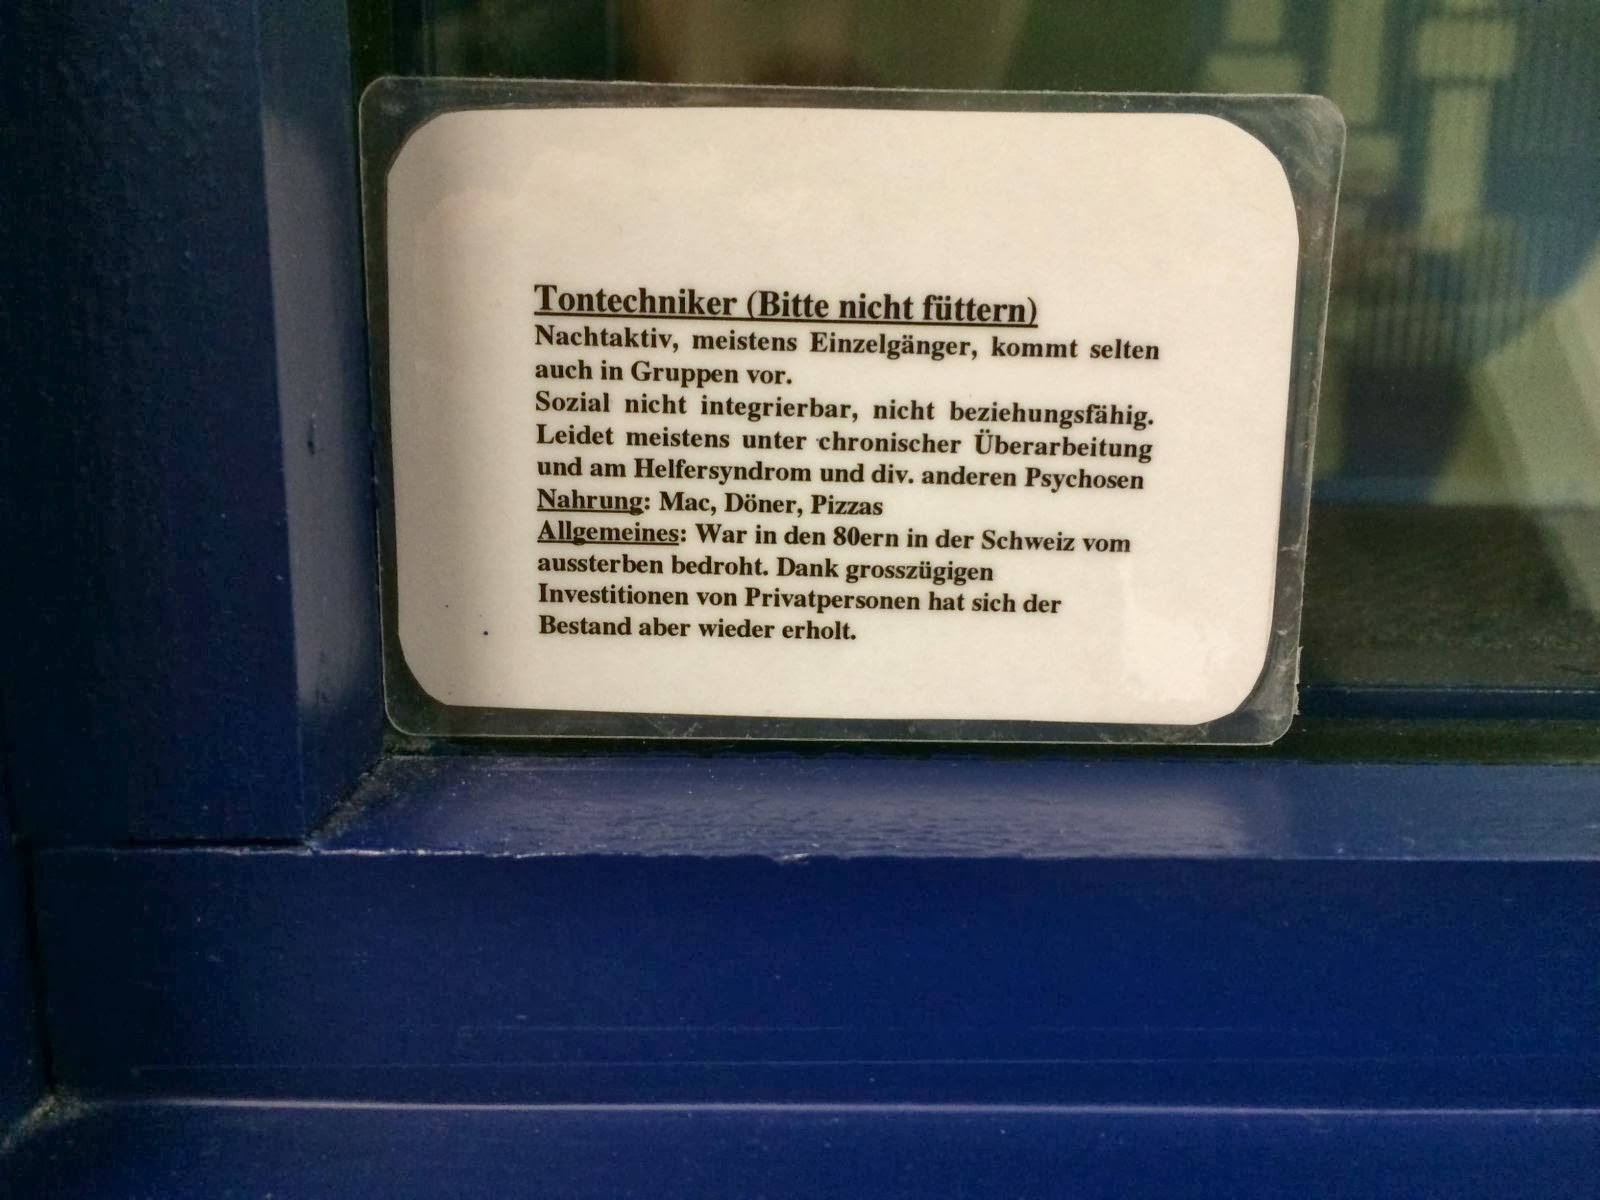 Tontechniker (Bitte nicht füttern)
Nachtaktiv, meistens Einzelgänger, kommt selten
auch in Gruppen vor.
Sozial nicht integrierbar, nicht beziehungsfähig.
Leidet meistens unter chronischer Überarbeitung
und am Helfersyndrom und div. anderen Psychosen
Nahrung: Mac, Döner, Pizzas
Allgemeines: War in den 80ern in der Schweiz vom
aussterben bedroht. Dank grosszügigen
Investitionen von Privatpersonen hat sich der
Bestand aber wieder erholt.